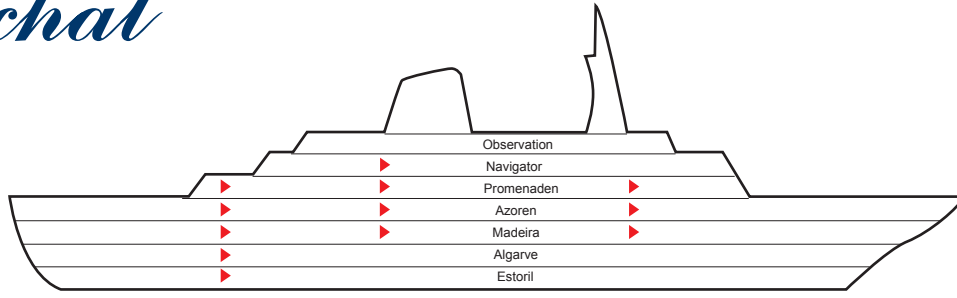 chal
Observation
Navigator
Promenaden
Azoren
Madeira
Algarve
Estoril